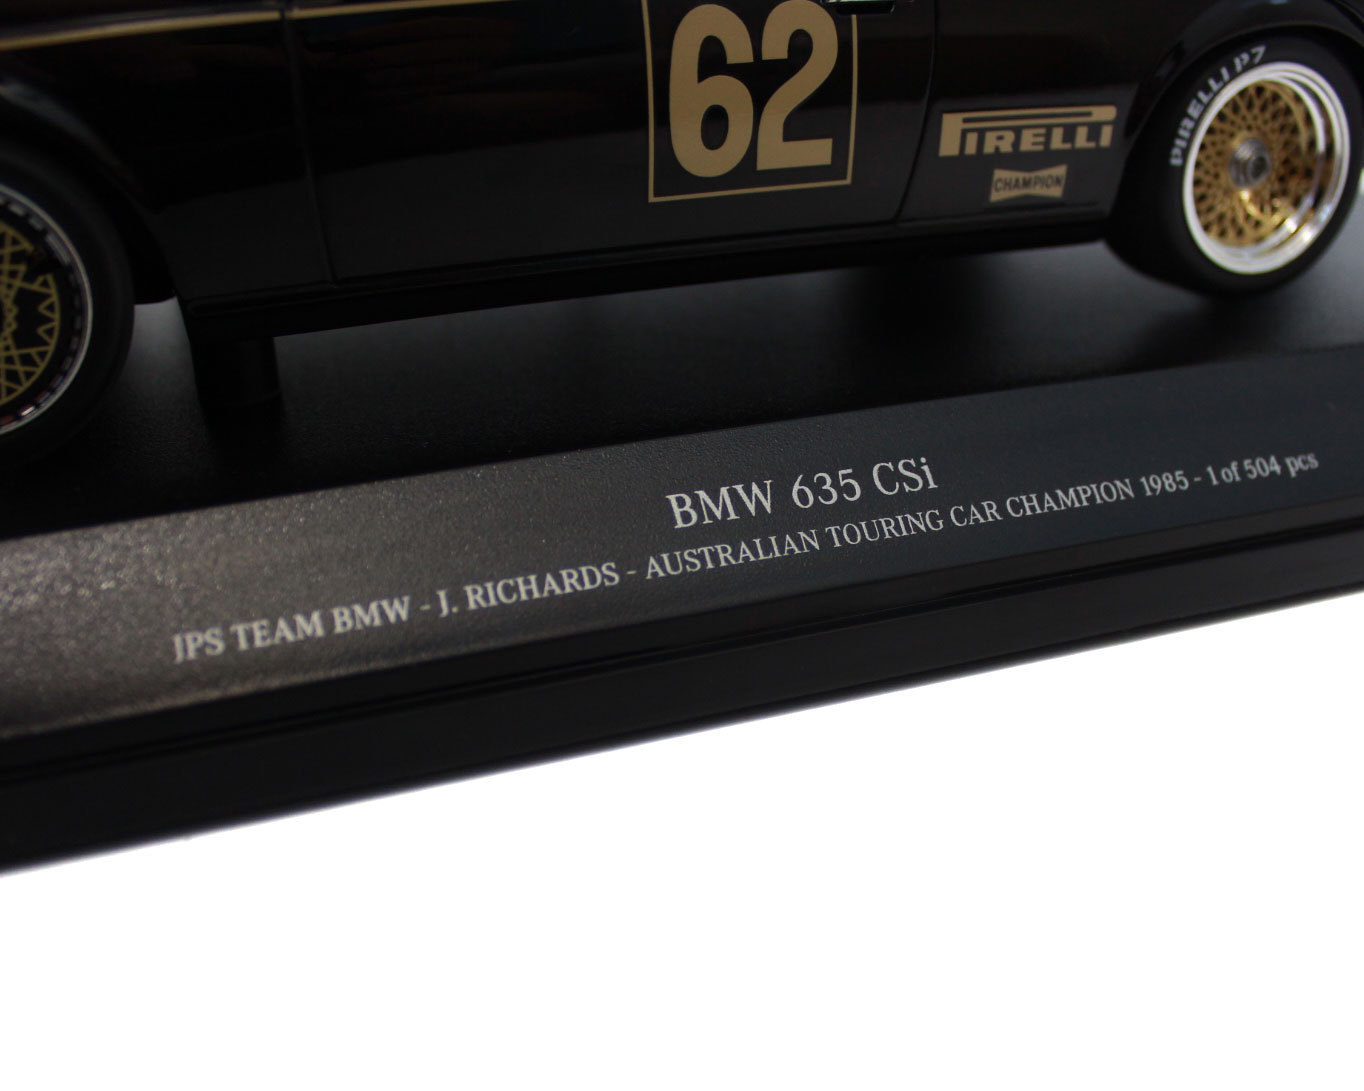 62
PIRELLI
CHAMPION
PIRELLI P7
BMW 635 CSi
JPS TEAM BMW - J. RICHARDS - AUSTRALIAN TOURING CAR CHAMPION 1985 - 1 of 504 pcs